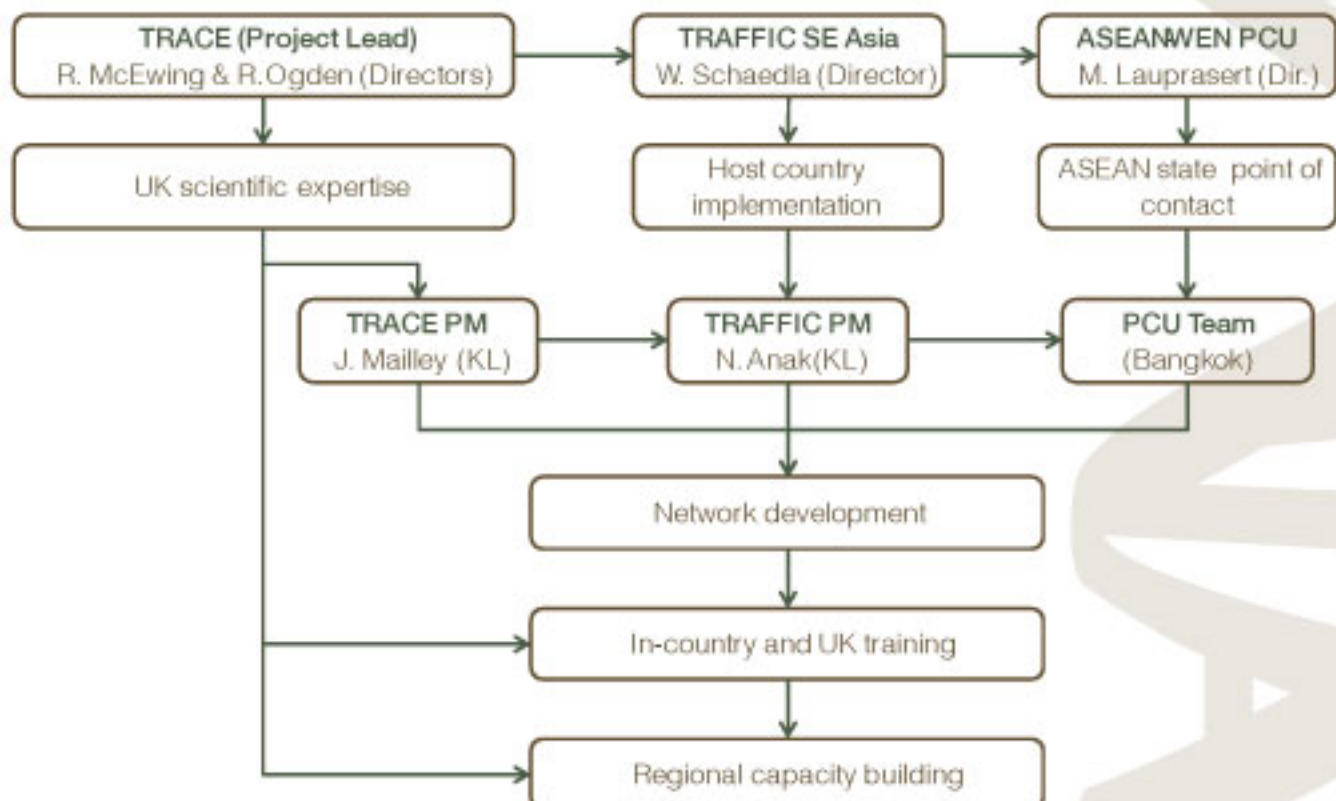 TRACE (Project Lead)
R. McEwing & R.Ogden (Directors)
TRAFFIC SE Asia
W. Schaedla (Director)
ASEANWEN PCU
M. Lauprasert (Dir.)
UK scientific expertise
Host country
implementation
ASEAN state point of
contact
TRACE PM
J. Mailley (KL)
TRAFFIC PM
N. Anak(KL)
PCU Team
(Bangkok)
Network development
In-country and UK training
Regional capacity building